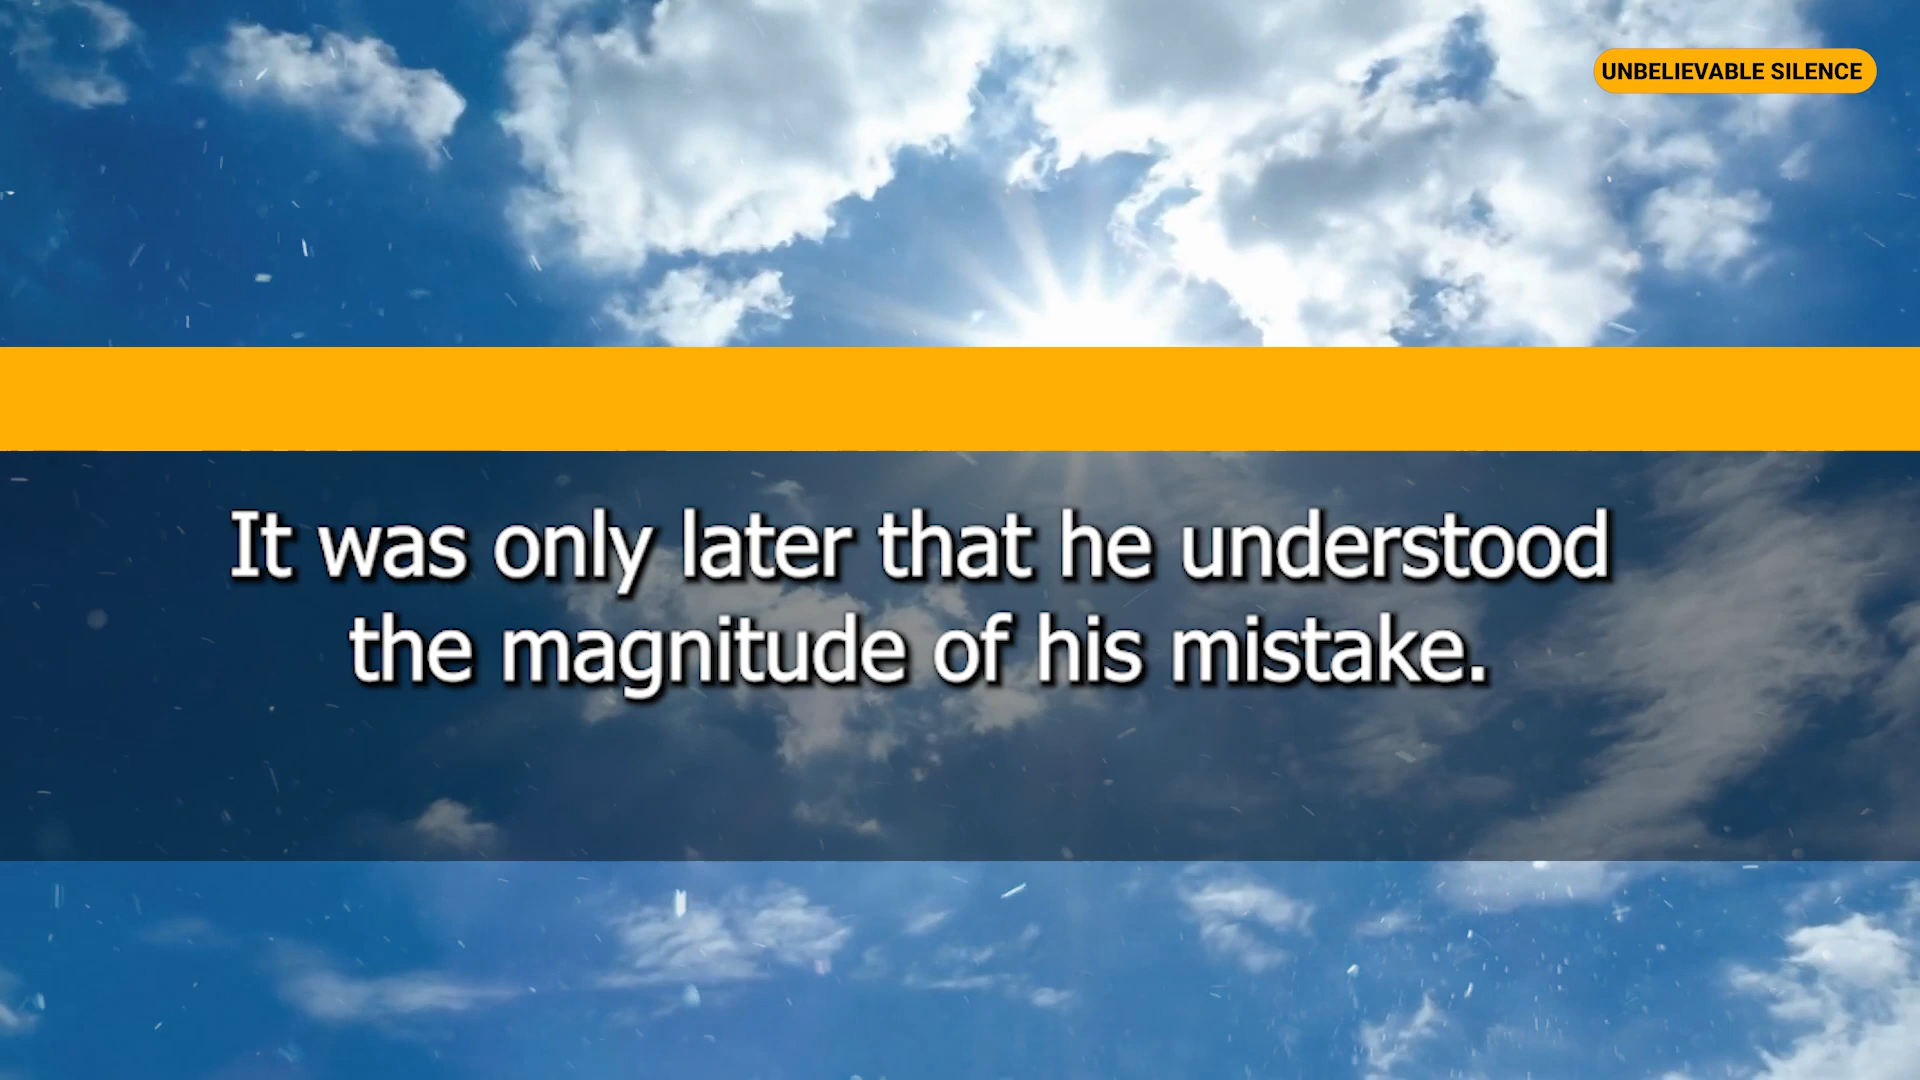 UNBELIEVABLE SILENCE
It was only later that he understood
the magnitude of his mistake.